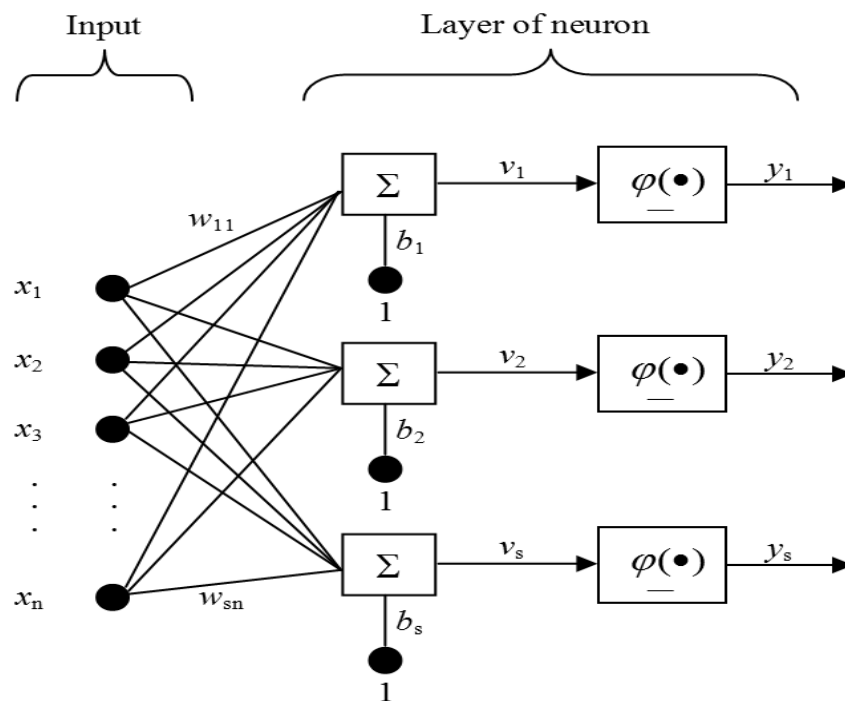 Input
Layer of neuron
Σ
v1
φ(•)
y1
w11
b1
x1
1
x2
Σ
v2
φ(•)
y2
x3
b2
1
Σ
vs
φ(•)
ys
xn
wsn
bs
1